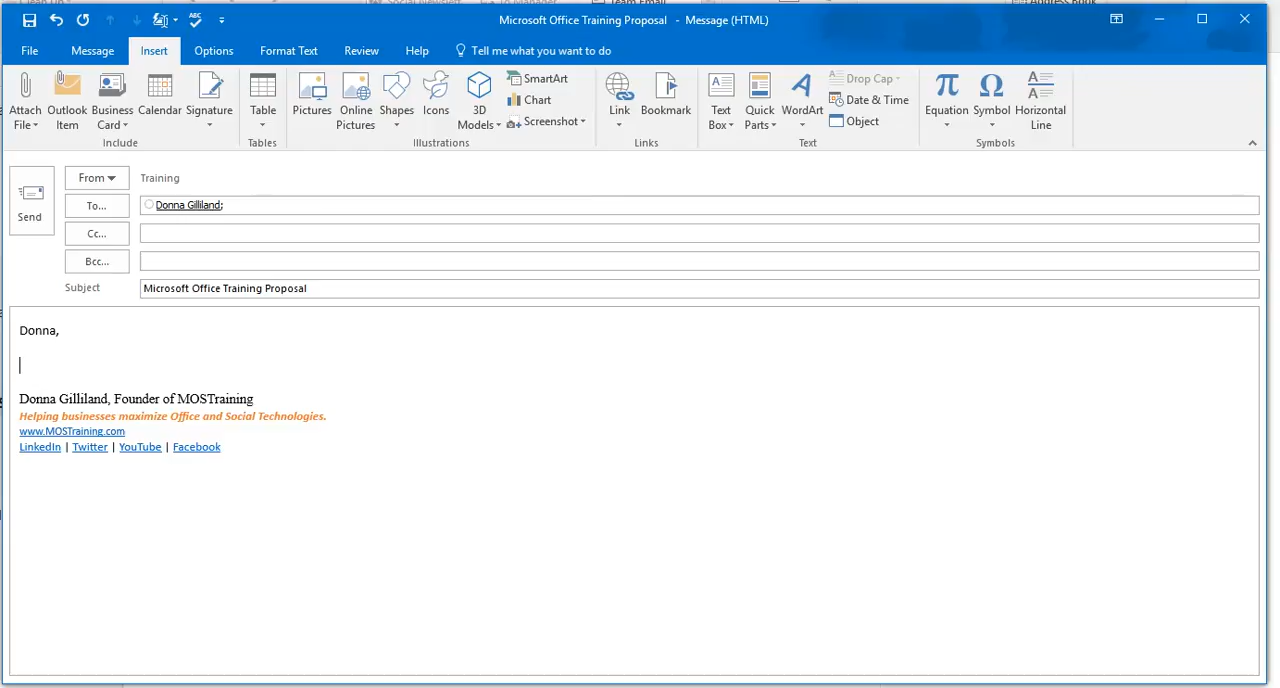 Microsoft Office Training Proposal - Message (HTML)
File Message Insert Options Format Text Review Help Tell me what you want to do
Attach File
Outlook Item
Business Card
Calendar
Signature
Include
Table
Tables
Pictures
Online Pictures
Shapes
Icons
3D Models
SmartArt
Chart
Screenshot
Illustrations
Link
Bookmark
Links
Text Box
Quick Parts
WordArt
Drop Cap
Date & Time
Object
Text
Equation
Symbol
Horizontal Line
Symbols
Send
From Training
To... Donna Gilliland;
Cc...
Bcc...
Subject Microsoft Office Training Proposal
Donna,
Donna Gilliland, Founder of MOSTraining
Helping businesses maximize Office and Social Technologies.
www.MOSTraining.com
LinkedIn | Twitter | YouTube | Facebook